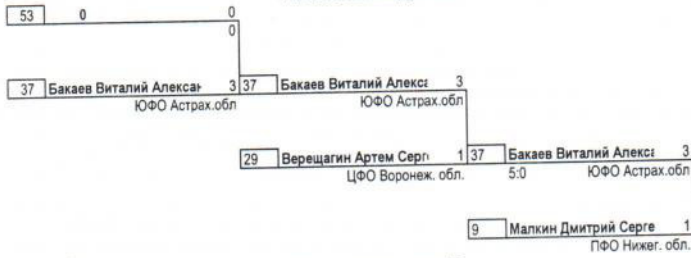 53 0 0
0
37 Бакаев Виталий Алексан 3 37 Бакаев Виталий Алекса 3
ЮФО Астрах.обл ЮФО Астрах.обл
29 Верещагин Артем Серг 1 37 Бакаев Виталий Алекса 3
ЦФО Воронеж. обл. 5:0 ЮФО Астрах.обл
9 Малкин Дмитрий Серге 1
ПФО Нижег. обл.